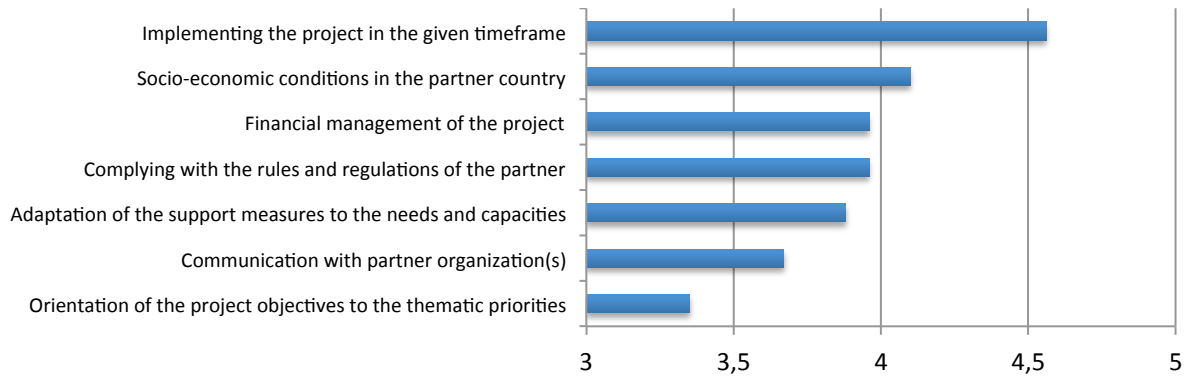 Implementing the project in the given timeframe
Socio-economic conditions in the partner country
Financial management of the project
Complying with the rules and regulations of the partner
Adaptation of the support measures to the needs and capacities
Communication with partner organization(s)
Orientation of the project objectives to the thematic priorities
3 3,5 4 4,5 5